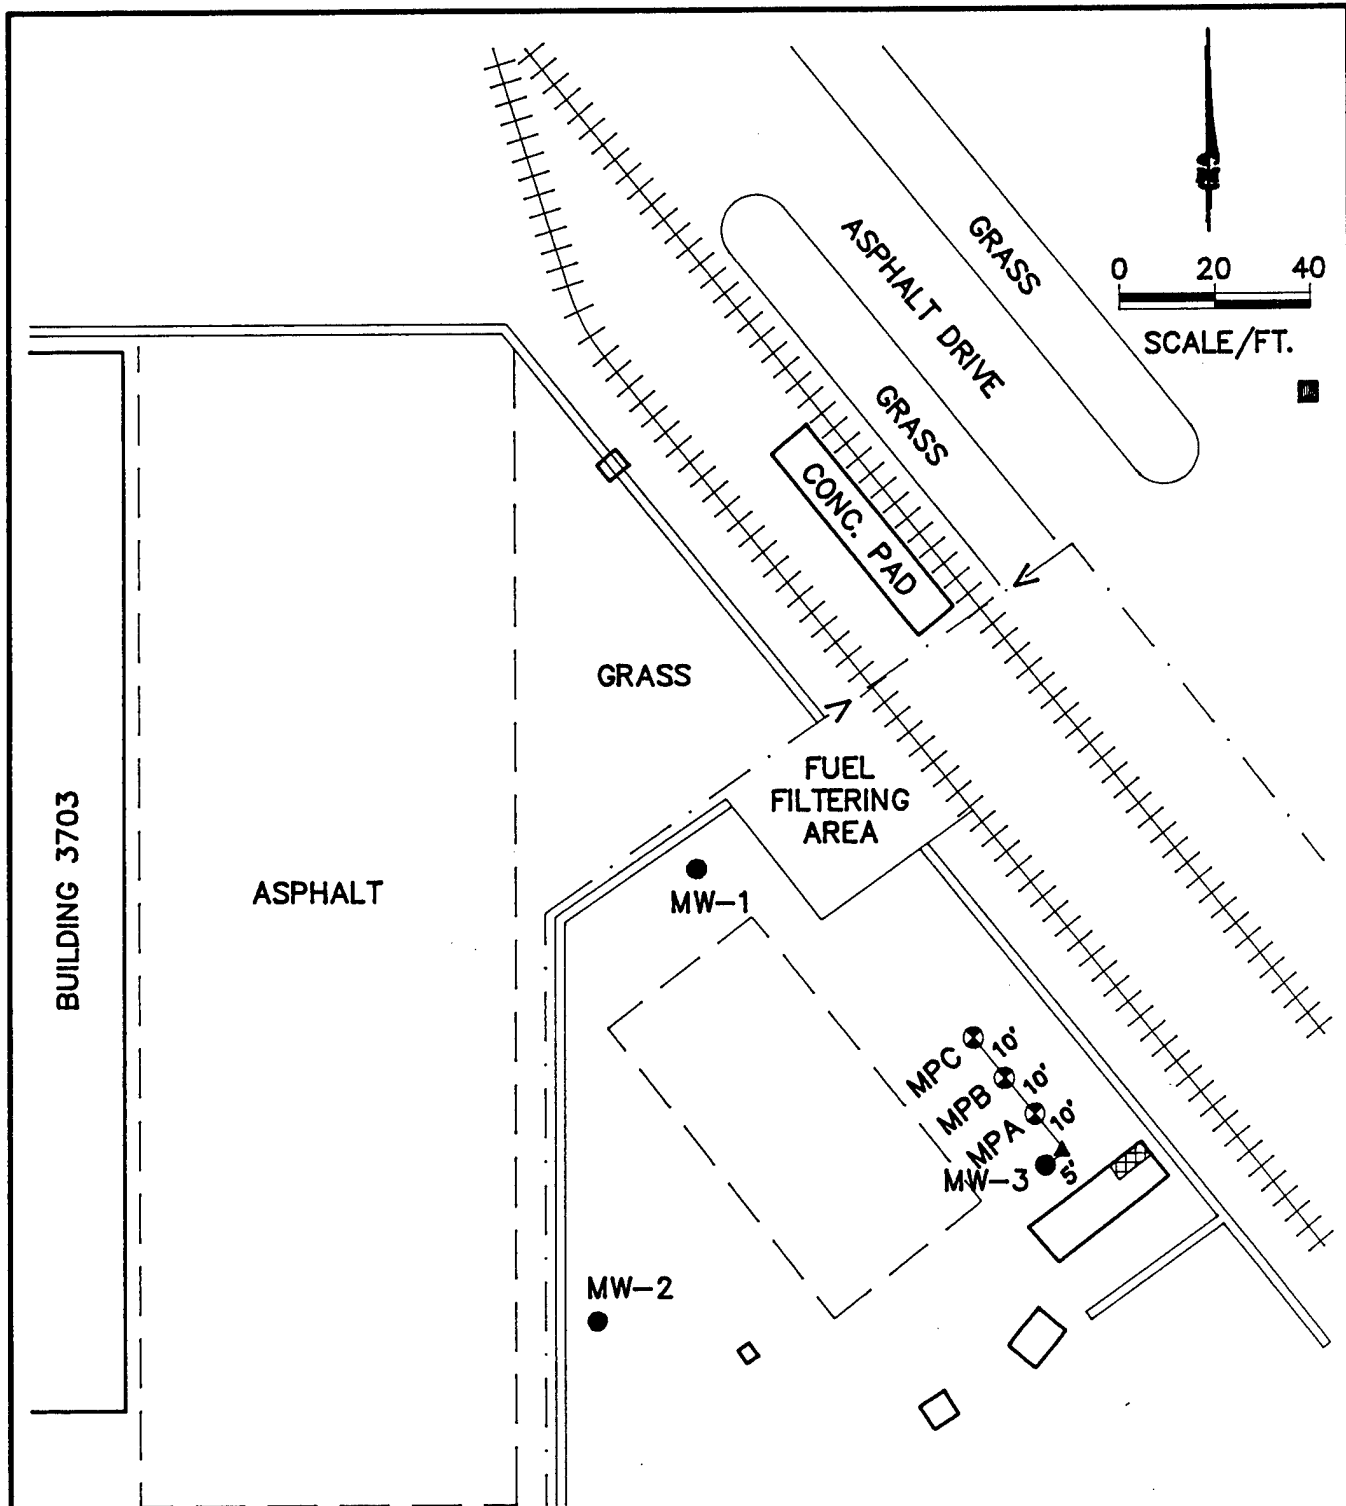 GRASS
ASPHALT DRIVE
0 20 40
SCALE/FT.
GRASS
CONC. PAD
GRASS
FUEL
FILTERING
AREA
BUILDING 3703
ASPHALT
MW-1
MPC 10'
MPB 10'
MPA 10'
MW-3 5'
MW-2